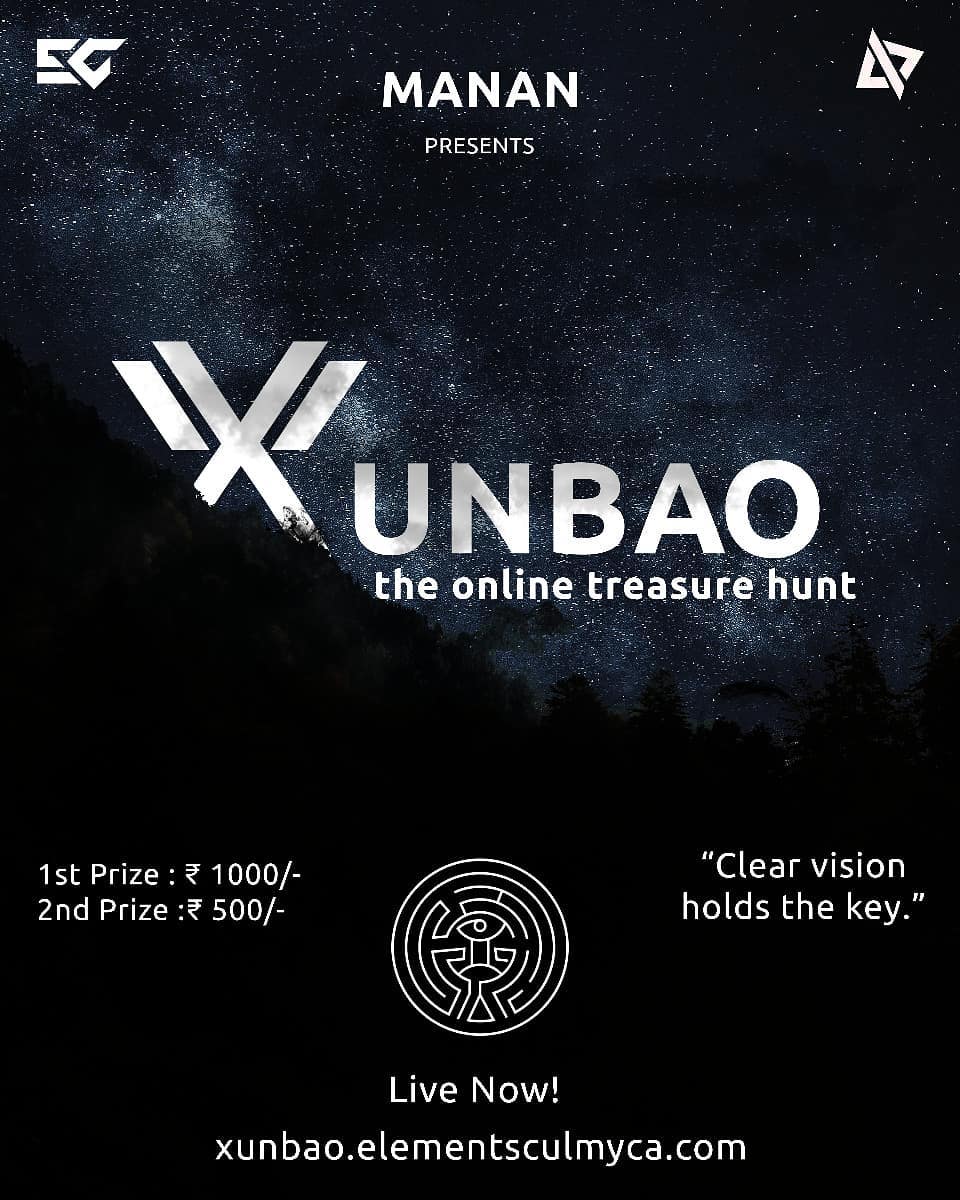 MANAN
PRESENTS
XUNBAO
the online treasure hunt
1st Prize : ₹ 1000/-
2nd Prize :₹ 500/-
“Clear vision
holds the key.”
Live Now!
xunbao.elementsculmyca.com